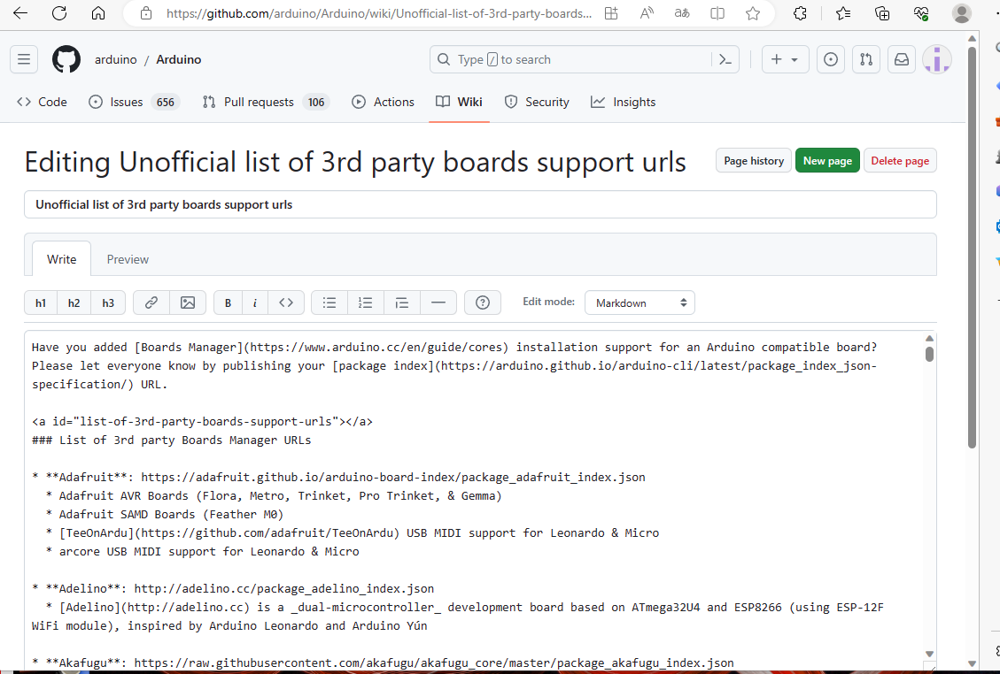 https://github.com/arduino/Arduino/wiki/Unofficial-list-of-3rd-party-boards...
arduino / Arduino
Type / to search
<> Code
Issues 656
Pull requests 106
Actions
Wiki
Security
Insights
Editing Unofficial list of 3rd party boards support urls
Page history
New page
Delete page
Unofficial list of 3rd party boards support urls
Write
Preview
h1 h2 h3
B i <>
Edit mode: Markdown
Have you added [Boards Manager](https://www.arduino.cc/en/guide/cores) installation support for an Arduino compatible board?
Please let everyone know by publishing your [package index](https://arduino.github.io/arduino-cli/latest/package_index_json-
specification/) URL.
<a id="list-of-3rd-party-boards-support-urls"></a>
### List of 3rd party Boards Manager URLs
* **Adafruit**: https://adafruit.github.io/arduino-board-index/package_adafruit_index.json
* Adafruit AVR Boards (Flora, Metro, Trinket, Pro Trinket, & Gemma)
* Adafruit SAMD Boards (Feather M0)
* [TeeOnArdu](https://github.com/adafruit/TeeOnArdu) USB MIDI support for Leonardo & Micro
* arcore USB MIDI support for Leonardo & Micro
* **Adelino**: http://adelino.cc/package_adelino_index.json
* [Adelino](http://adelino.cc) is a _dual-microcontroller_ development board based on ATmega32U4 and ESP8266 (using ESP-12F
WiFi module), inspired by Arduino Leonardo and Arduino Yún
* **Akafugu**: https://raw.githubusercontent.com/akafugu/akafugu_core/master/package_akafugu_index.json